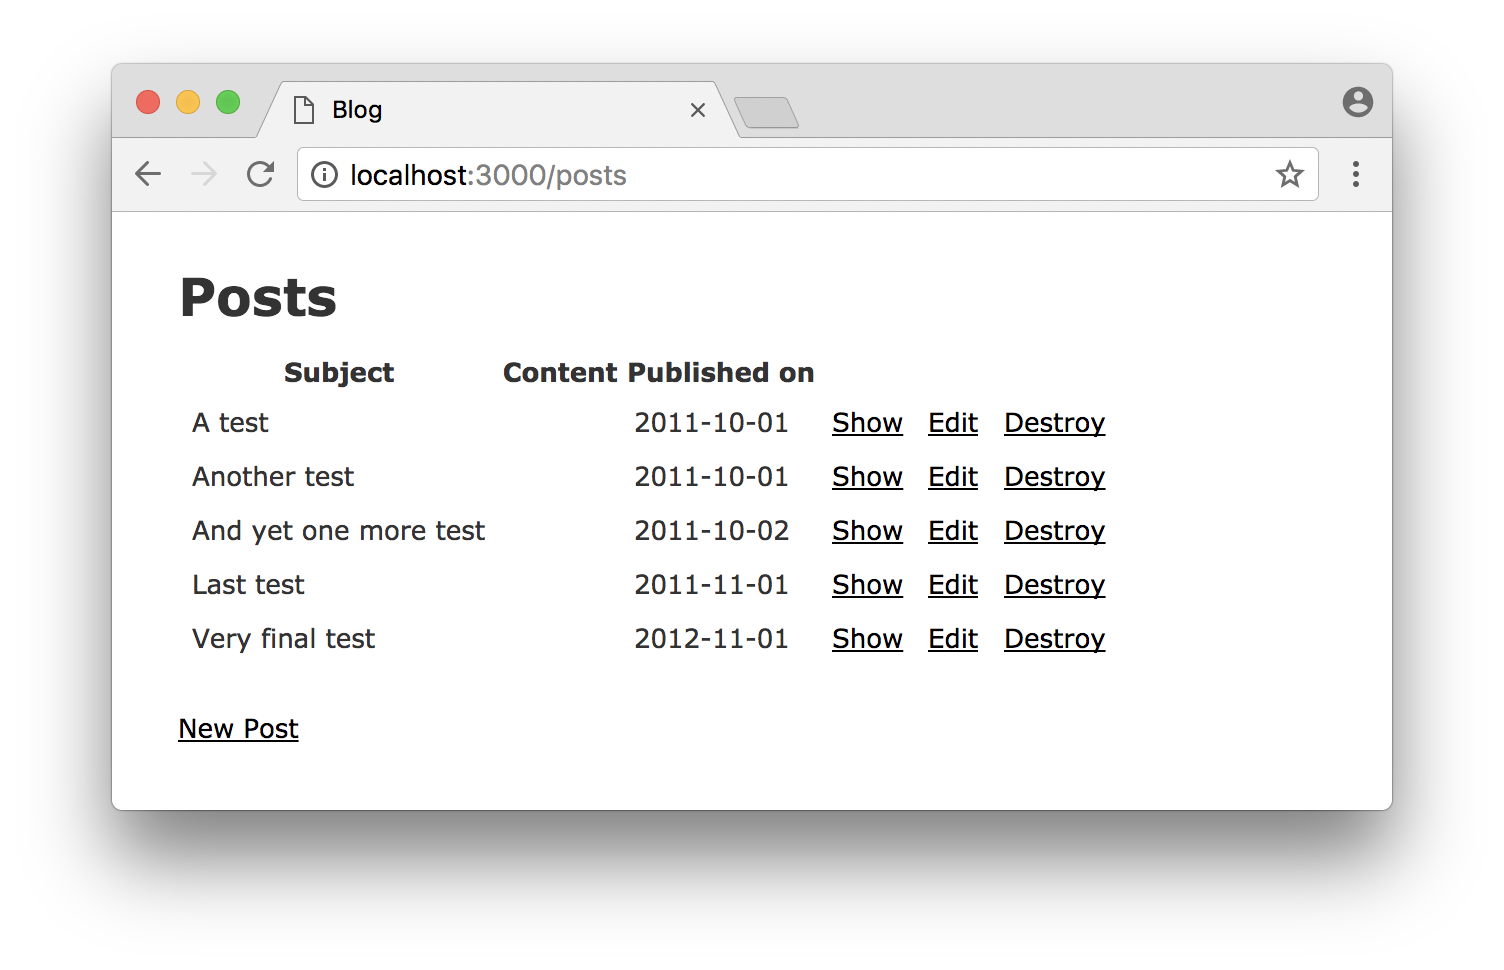 Blog
localhost:3000/posts
Posts
Subject Content Published on
A test 2011-10-01 Show Edit Destroy
Another test 2011-10-01 Show Edit Destroy
And yet one more test 2011-10-02 Show Edit Destroy
Last test 2011-11-01 Show Edit Destroy
Very final test 2012-11-01 Show Edit Destroy
New Post